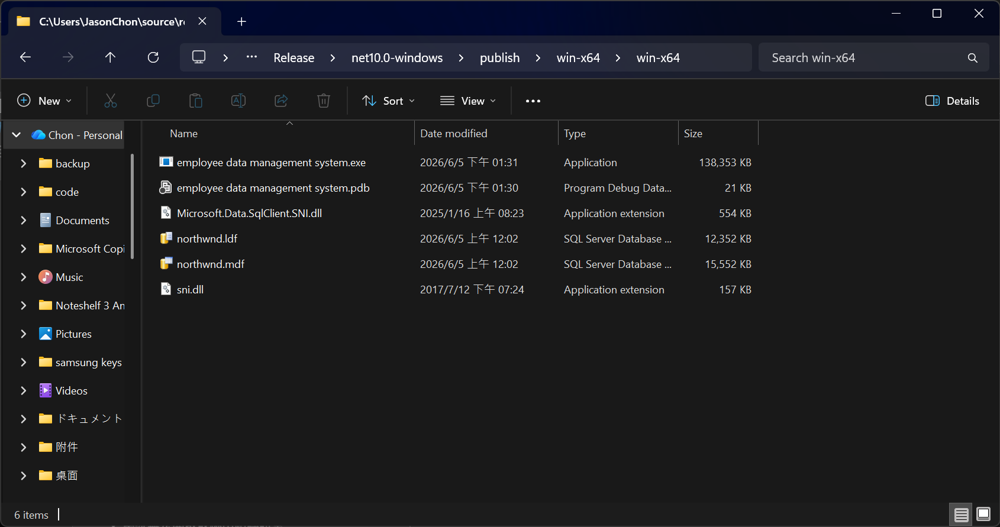 C:\Users\JasonChon\source\r
Release > net10.0-windows > publish > win-x64 > win-x64
Search win-x64
New
Sort
View
Details
Chon - Personal
backup
code
Documents
Microsoft Copi
Music
Noteshelf 3 An
Pictures
samsung keys
Videos
ドキュメント
附件
桌面
Name Date modified Type Size
employee data management system.exe 2026/6/5 下午 01:31 Application 138,353 KB
employee data management system.pdb 2026/6/5 下午 01:30 Program Debug Data... 21 KB
Microsoft.Data.SqlClient.SNI.dll 2025/1/16 上午 08:23 Application extension 554 KB
northwnd.ldf 2026/6/5 上午 12:02 SQL Server Database ... 12,352 KB
northwnd.mdf 2026/6/5 上午 12:02 SQL Server Database ... 15,552 KB
sni.dll 2017/7/12 下午 07:24 Application extension 157 KB
6 items